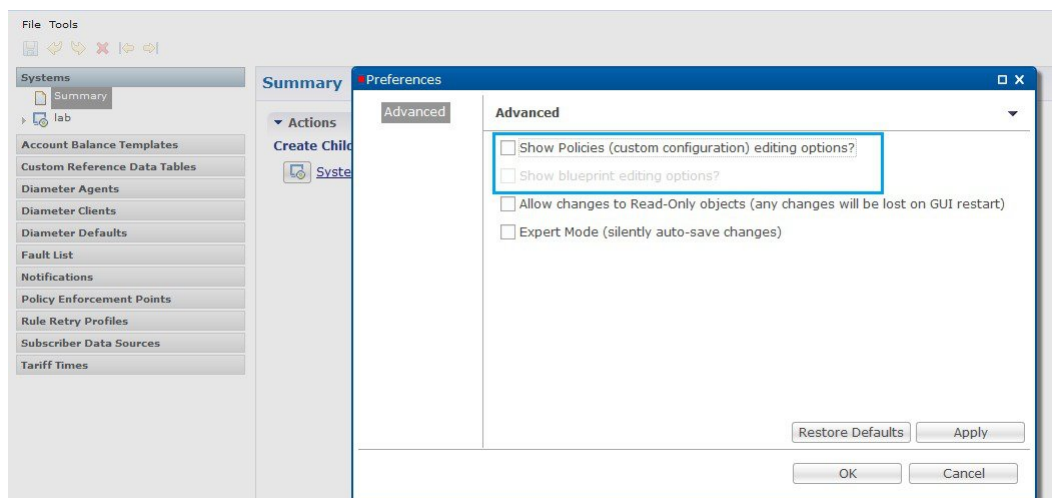 File Tools
Systems
Summary
lab
Account Balance Templates
Custom Reference Data Tables
Diameter Agents
Diameter Clients
Diameter Defaults
Fault List
Notifications
Policy Enforcement Points
Rule Retry Profiles
Subscriber Data Sources
Tariff Times
Summary
Actions
Create Chilc
Syste
Preferences
Advanced
Advanced
Show Policies (custom configuration) editing options?
Show blueprint editing options?
Allow changes to Read-Only objects (any changes will be lost on GUI restart)
Expert Mode (silently auto-save changes)
Restore Defaults Apply
OK Cancel